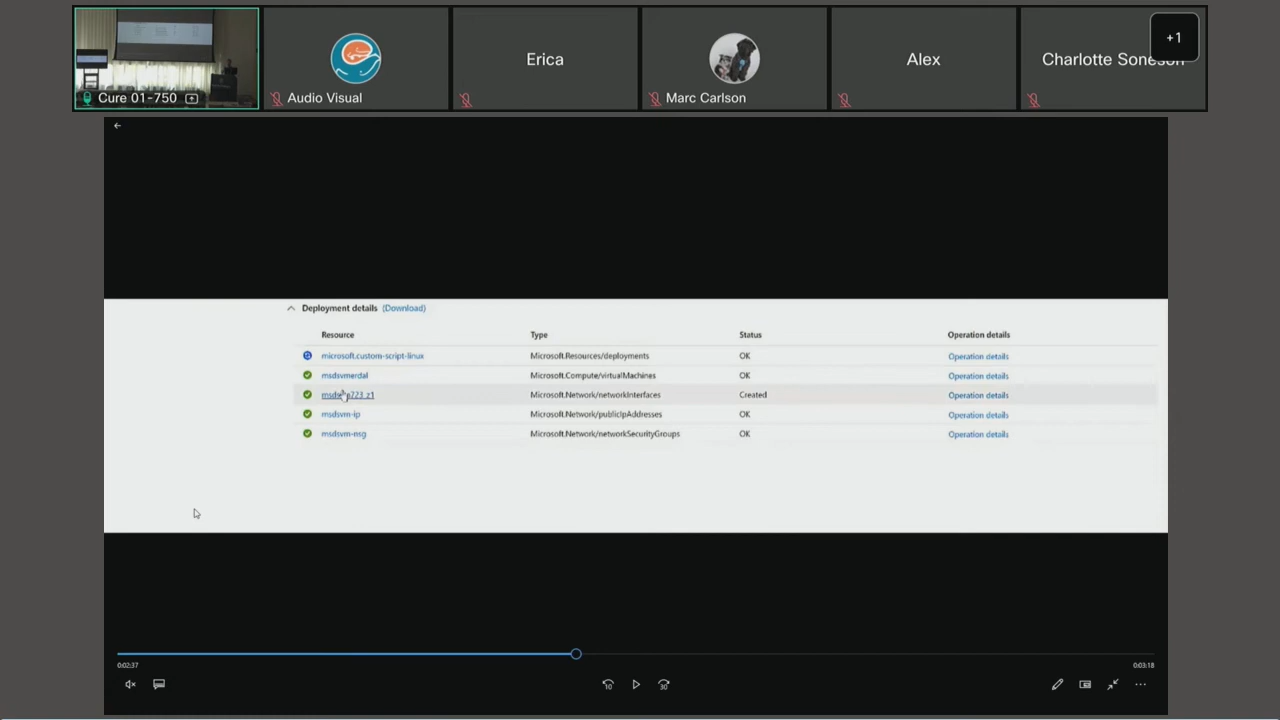 Cure 01-750
Audio Visual
Erica
Marc Carlson
Alex
Charlotte Soneson
+1
Deployment details (Download)
Resource Type Status Operation details
microsoft.custom-script-linux Microsoft.Resources/deployments OK Operation details
msdsvmerdal Microsoft.Compute/virtualMachines OK Operation details
Microsoft.Network/networkInterfaces Created Operation details
msdsvm-ip Microsoft.Network/publicIpAddresses OK Operation details
msdsvm-nsg Microsoft.Network/networkSecurityGroups OK Operation details
0:02:37
0:03:18
10
30